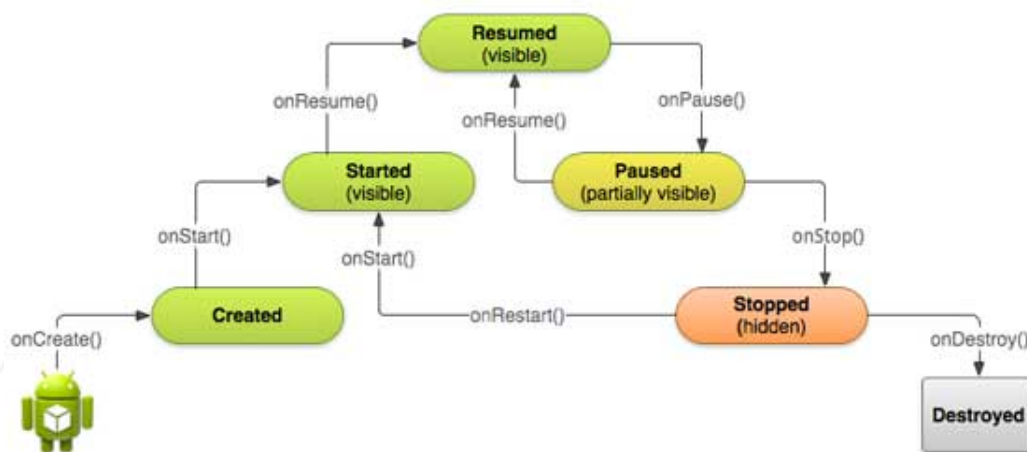 Resumed
(visible)
onResume()
onResume()
onPause()
Started
(visible)
Paused
(partially visible)
onStart()
onStart()
onStop()
Created
onRestart()
Stopped
(hidden)
onCreate()
onDestroy()
Destroyed